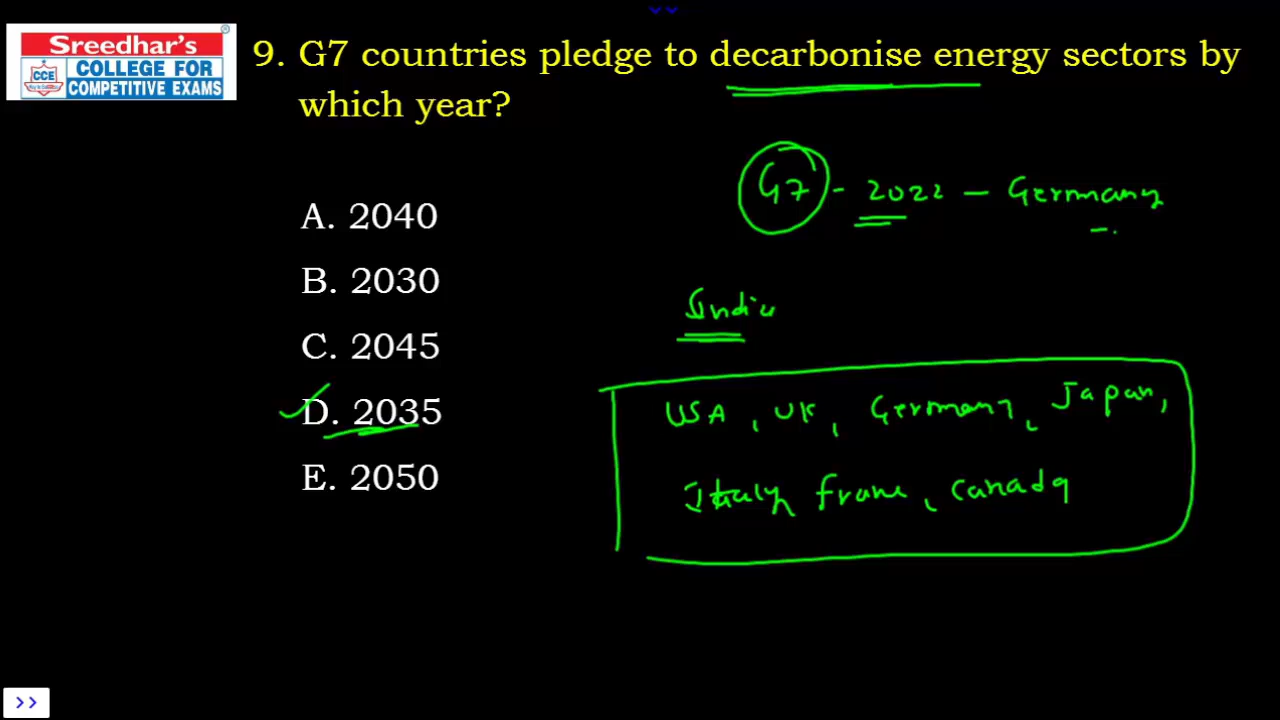 Sreedhar's
CCE
COLLEGE FOR
COMPETITIVE EXAMS
9. G7 countries pledge to decarbonise energy sectors by
which year?
G7 - 2022 - Germany
A. 2040
B. 2030
India
C. 2045
D. 2035
E. 2050
USA, UK, Germany, Japan,
Italy France, Canada
>>